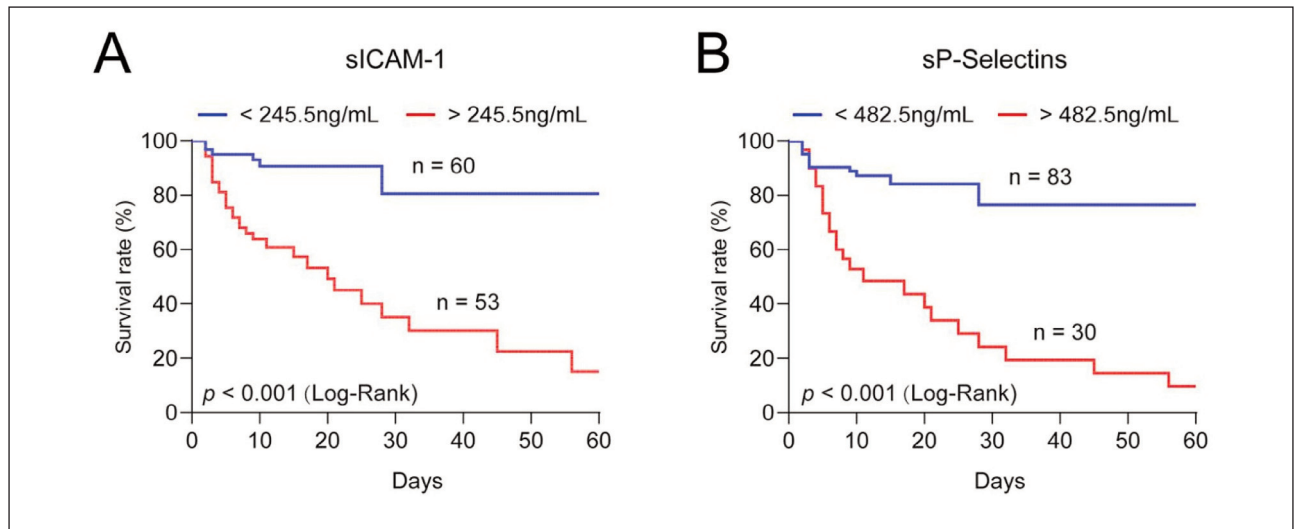 A
sICAM-1
< 245.5ng/mL > 245.5ng/mL
100
80
60
40
20
0
Survival rate (%)
n = 60
n = 53
p < 0.001 (Log-Rank)
0 10 20 30 40 50 60
Days
B
sP-Selectins
< 482.5ng/mL > 482.5ng/mL
100
80
60
40
20
0
Survival rate (%)
n = 83
n = 30
p < 0.001 (Log-Rank)
0 10 20 30 40 50 60
Days